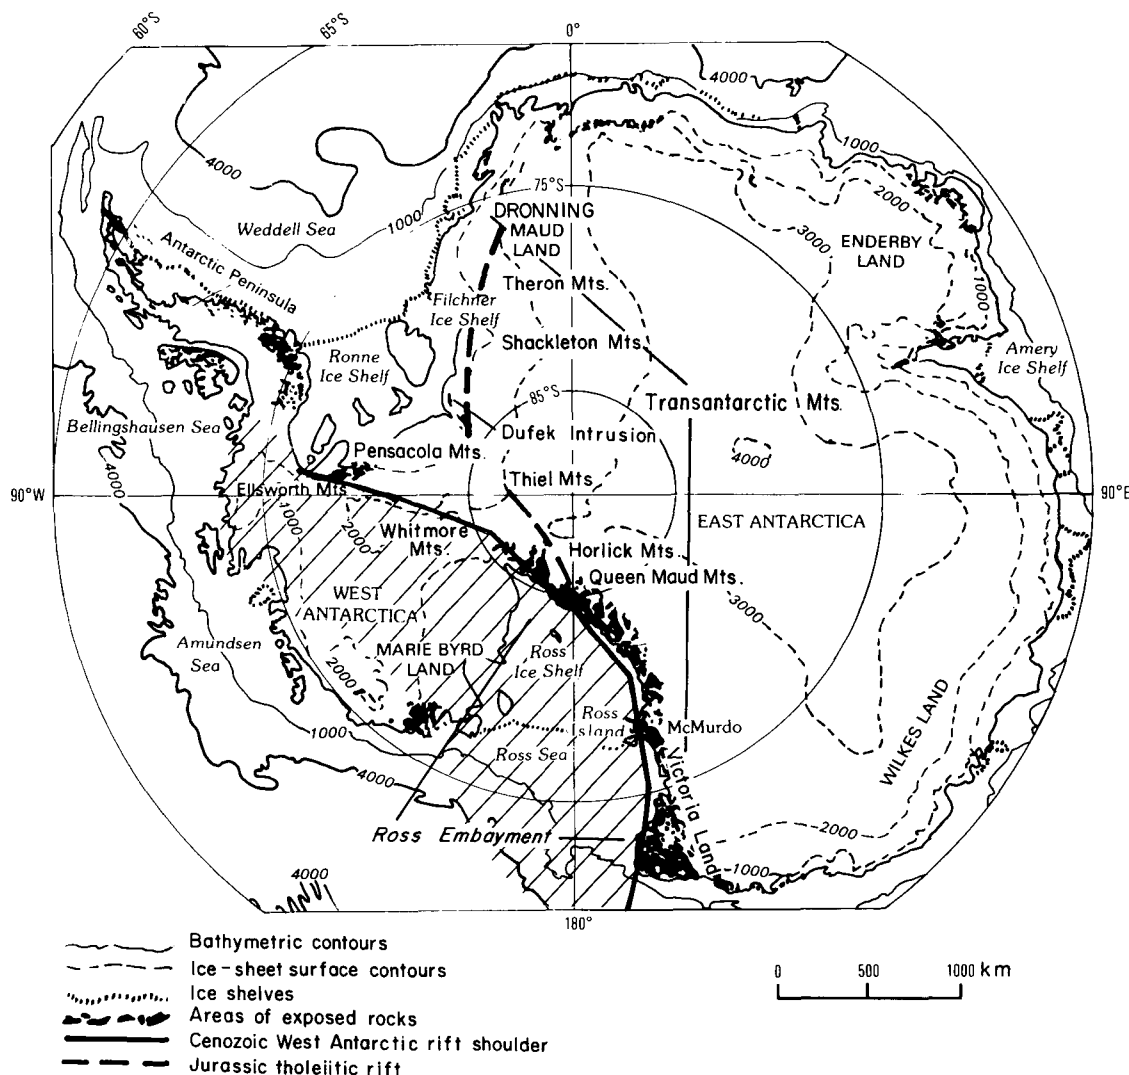 60°S
65°S
0°
4000
1000
4000
2000
75°S
1000
Weddell Sea
DRONNING
MAUD
LAND
3000
ENDERBY
LAND
Antarctic Peninsula
1000
Theron Mts.
Filchner
Ice Shelf
Shackleton Mts.
Amery
Ice Shelf
Ronne
Ice Shelf
85°S
Transantarctic Mts.
Bellingshausen Sea
Dufek Intrusion
Pensacola Mts.
4000
4000
Thiel Mts.
90°W
Ellsworth Mts
90°E
1000
2000
Whitmore
Mts.
EAST ANTARCTICA
Horlick Mts.
Queen Maud Mts.
WEST
ANTARCTICA
3000
Amundsen
Sea
MARIE BYRD
LAND
Ross
Ice Shelf
2000
Ross
Island
McMurdo
WILKES LAND
1000
Ross Sea
Victoria Land
4000
Ross Embayment
2000
1000
4000
180°
Bathymetric contours
Ice-sheet surface contours
Ice shelves
Areas of exposed rocks
Cenozoic West Antarctic rift shoulder
Jurassic tholeiitic rift
0 500 1000 km